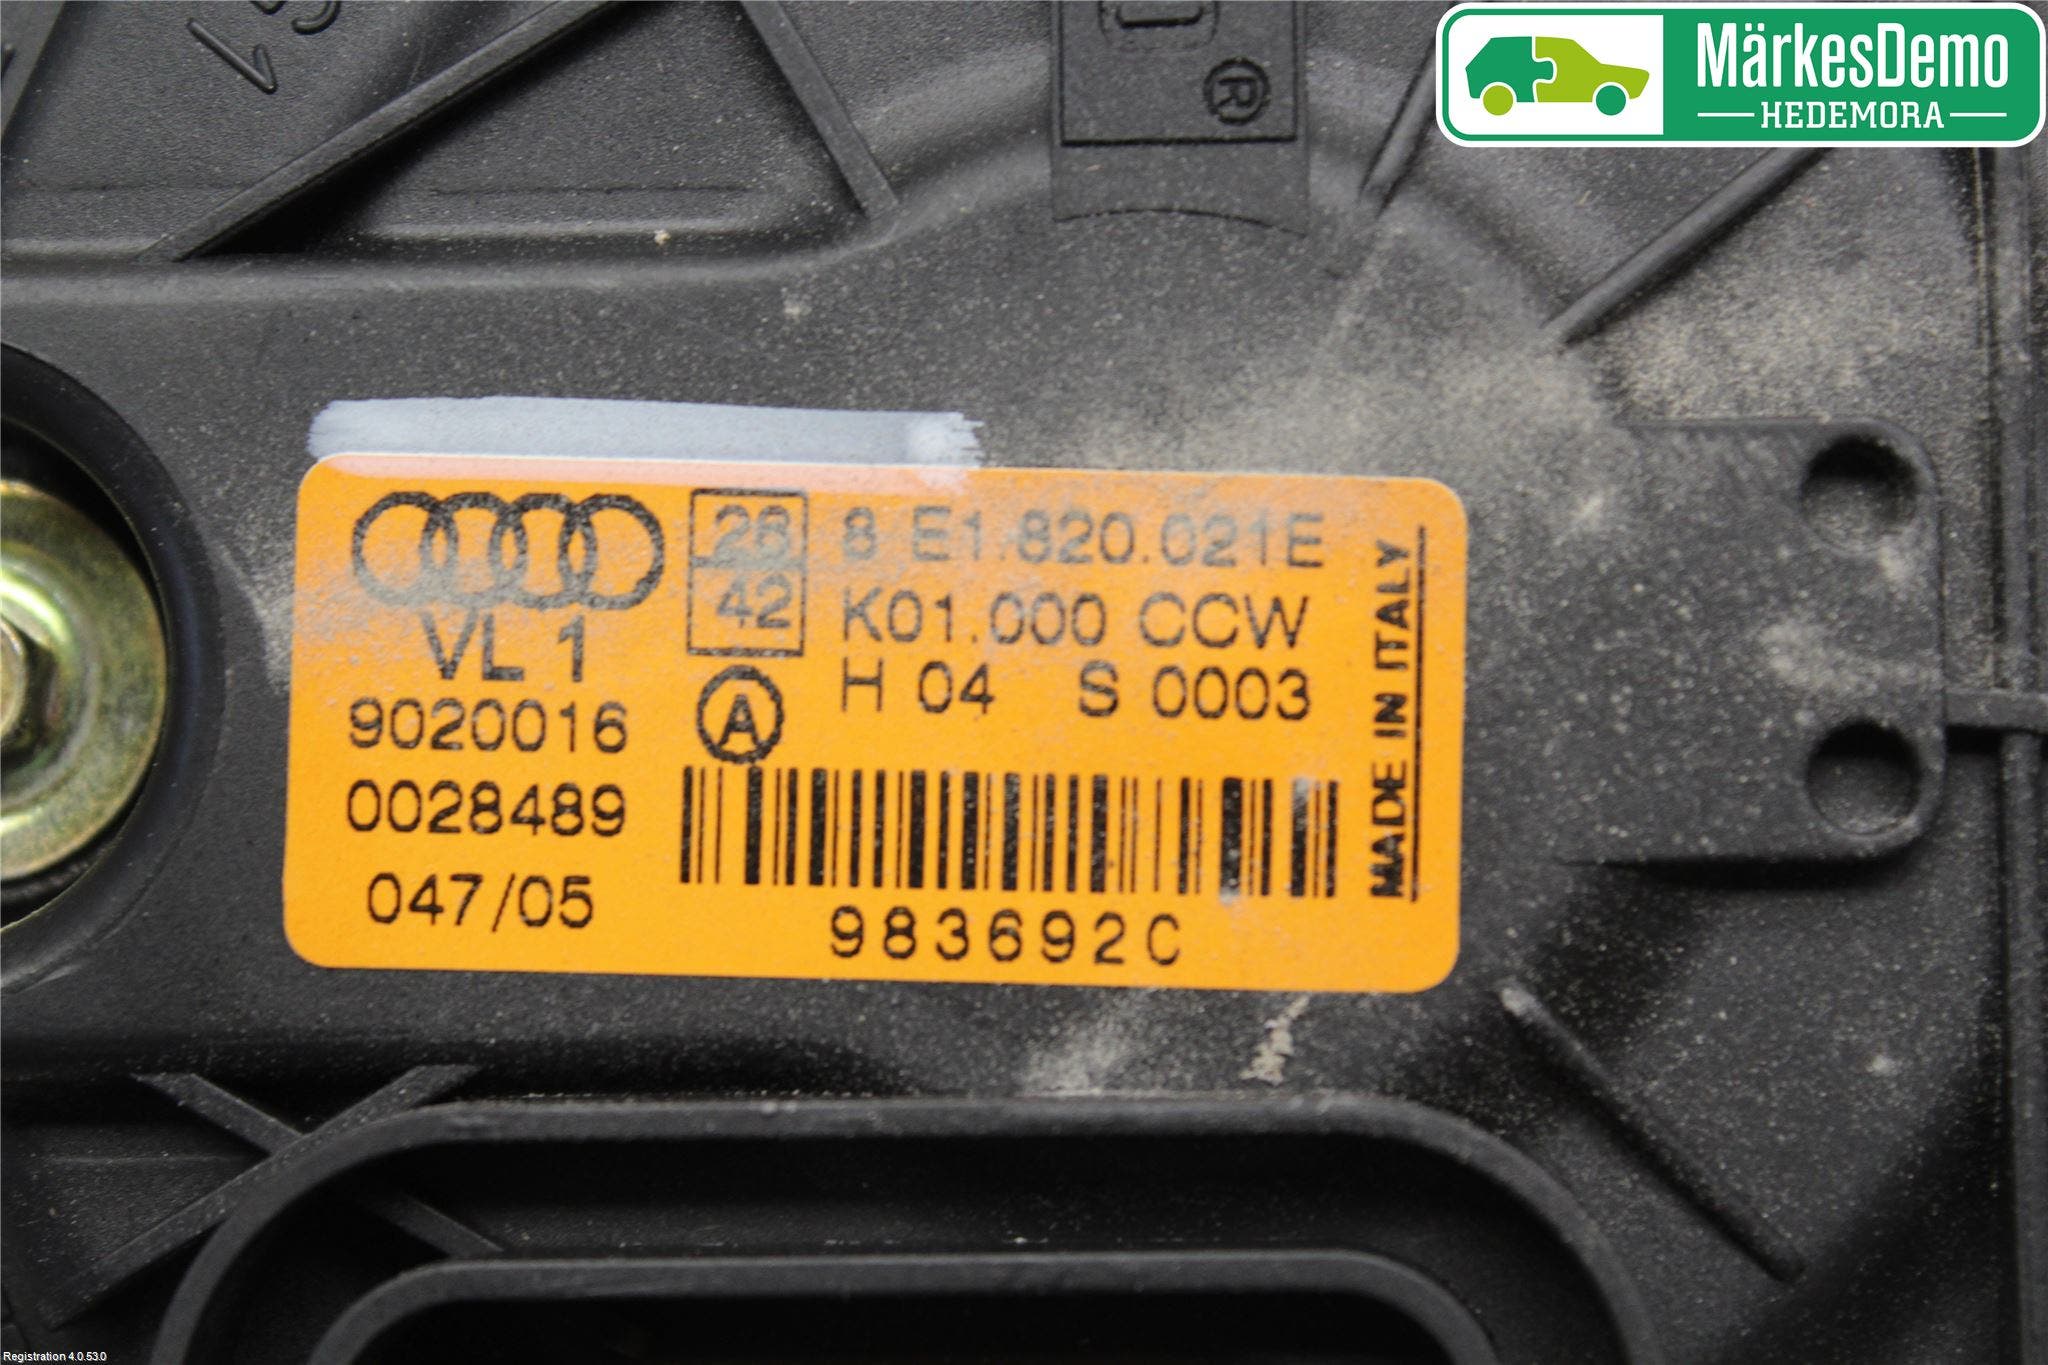 MärkesDemo
HEDEMORA
®
VL 1
9020016
0028489
047/05
28
42
A
8 E1.820.021E
K01.000 CCW
H 04 S 0003
983692C
MADE IN ITALY
Registration 4.0.53.0